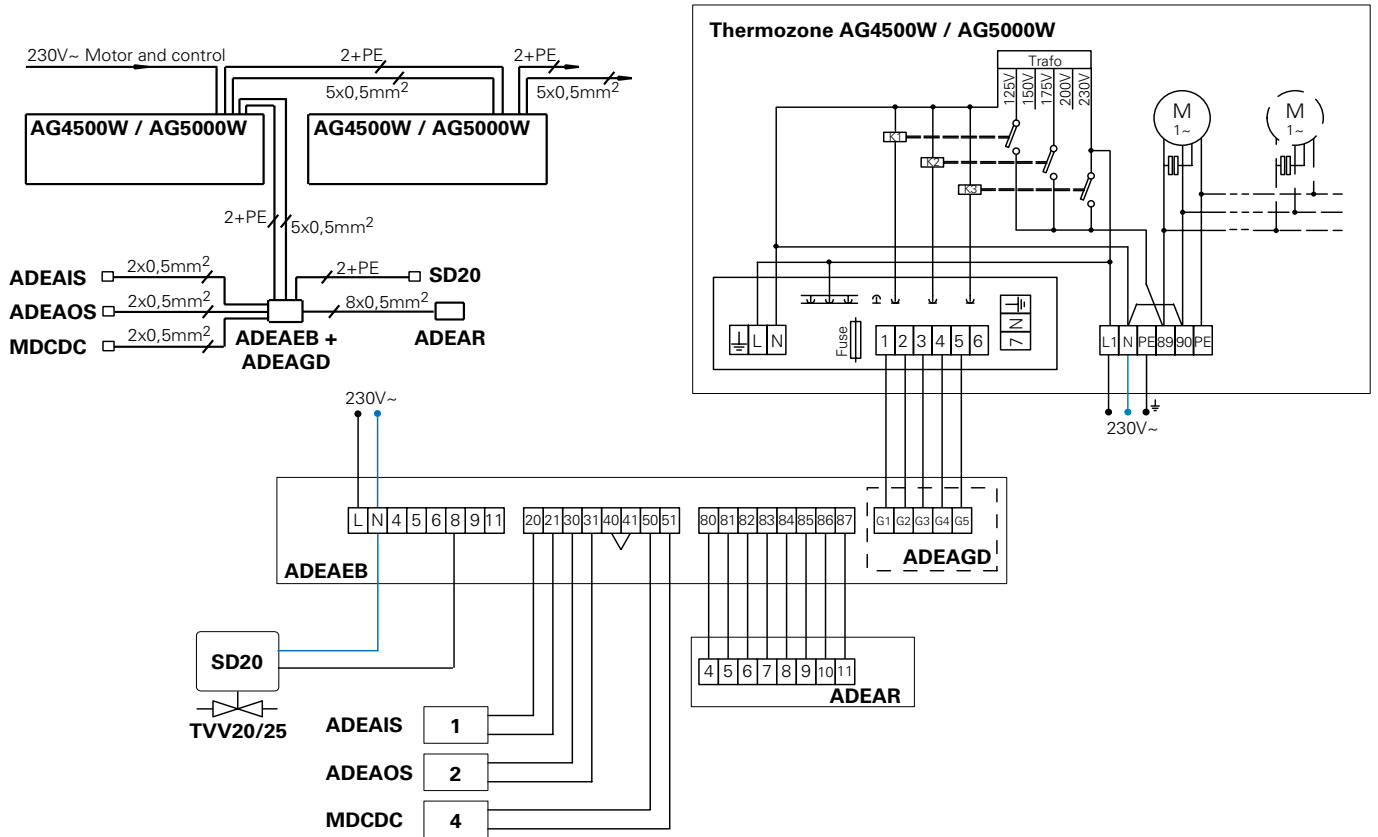 230V~ Motor and control
2+PE
5x0,5mm2
2+PE
5x0,5mm2
AG4500W / AG5000W
AG4500W / AG5000W
2+PE
5x0,5mm2
ADEAIS
2x0,5mm2
2+PE
SD20
ADEAOS
2x0,5mm2
8x0,5mm2
MDCDC
2x0,5mm2
ADEAEB +
ADEAGD
ADEAR
Thermozone AG4500W / AG5000W
Trafo
125V
150V
175V
200V
230V
M
1~
M
1~
K1
K2
K3
L N
Fuse
1 2 3 4 5 6
7 N
L1 N PE 89 90 PE
230V~
230V~
L N 4 5 6 8 9 11
20 21 30 31 40 41 50 51
80 81 82 83 84 85 86 87
G1 G2 G3 G4 G5
ADEAGD
ADEAEB
SD20
TVV20/25
4 5 6 7 8 9 10 11
ADEAR
ADEAIS
1
ADEAOS
2
MDCDC
4